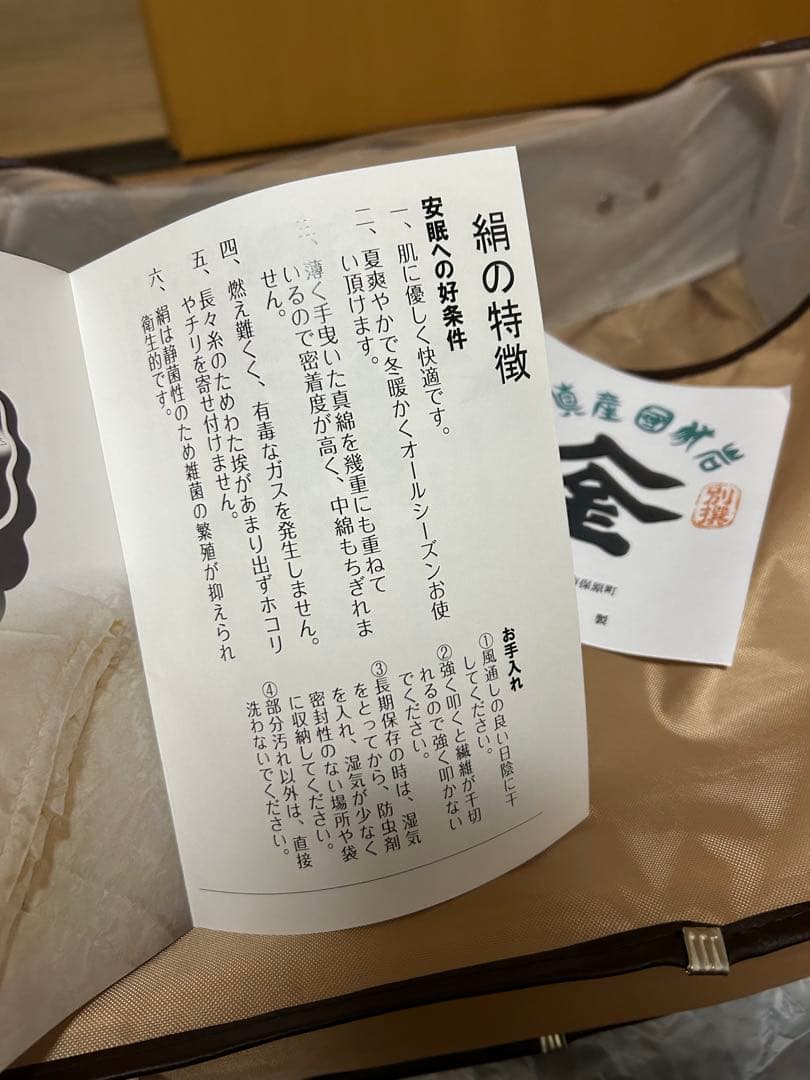 絹の特徴
安眠への好条件
一、肌に優しく快適です。
二、夏爽やかで冬暖かくオールシーズンお使
い頂けます。
三、薄く手曳いた真綿を幾重にも重ねて
いるので密着度が高く、中綿もちぎれま
せん。
四、燃え難くく、有毒なガスを発生しません。
五、長々糸のためわた埃があまり出ずホコリ
やチリを寄せ付けません。
六、絹は静菌性のため雑菌の繁殖が抑えられ
衛生的です。
お手入れ
①風通しの良い日陰に干
してください。
②強く叩くと繊維が千切
れるので強く叩かない
でください。
③長期保存の時は、湿気
をとってから、防虫剤
を入れ、湿気が少なく
密封性のない場所や袋
に収納してください。
④部分汚れ以外は、直接
洗わないでください。
産國
別撰
保原町
製